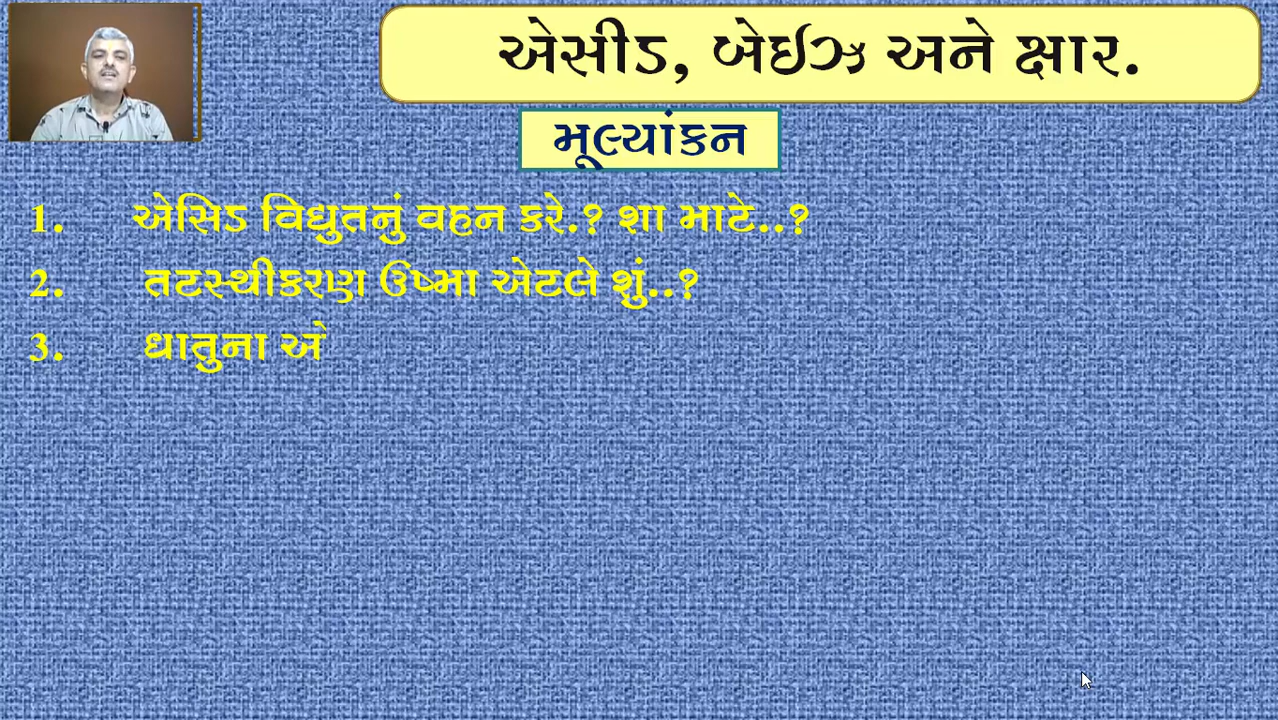 એસીડ, બેઈઝ અને ક્ષાર.
મૂલ્યાંકન
1. એસિડ વિદ્યુતનું વહન કરે.? શા માટે..?
2. તટસ્થીકરણ ઉષ્મા એટલે શું..?
3. ધાતુના એ